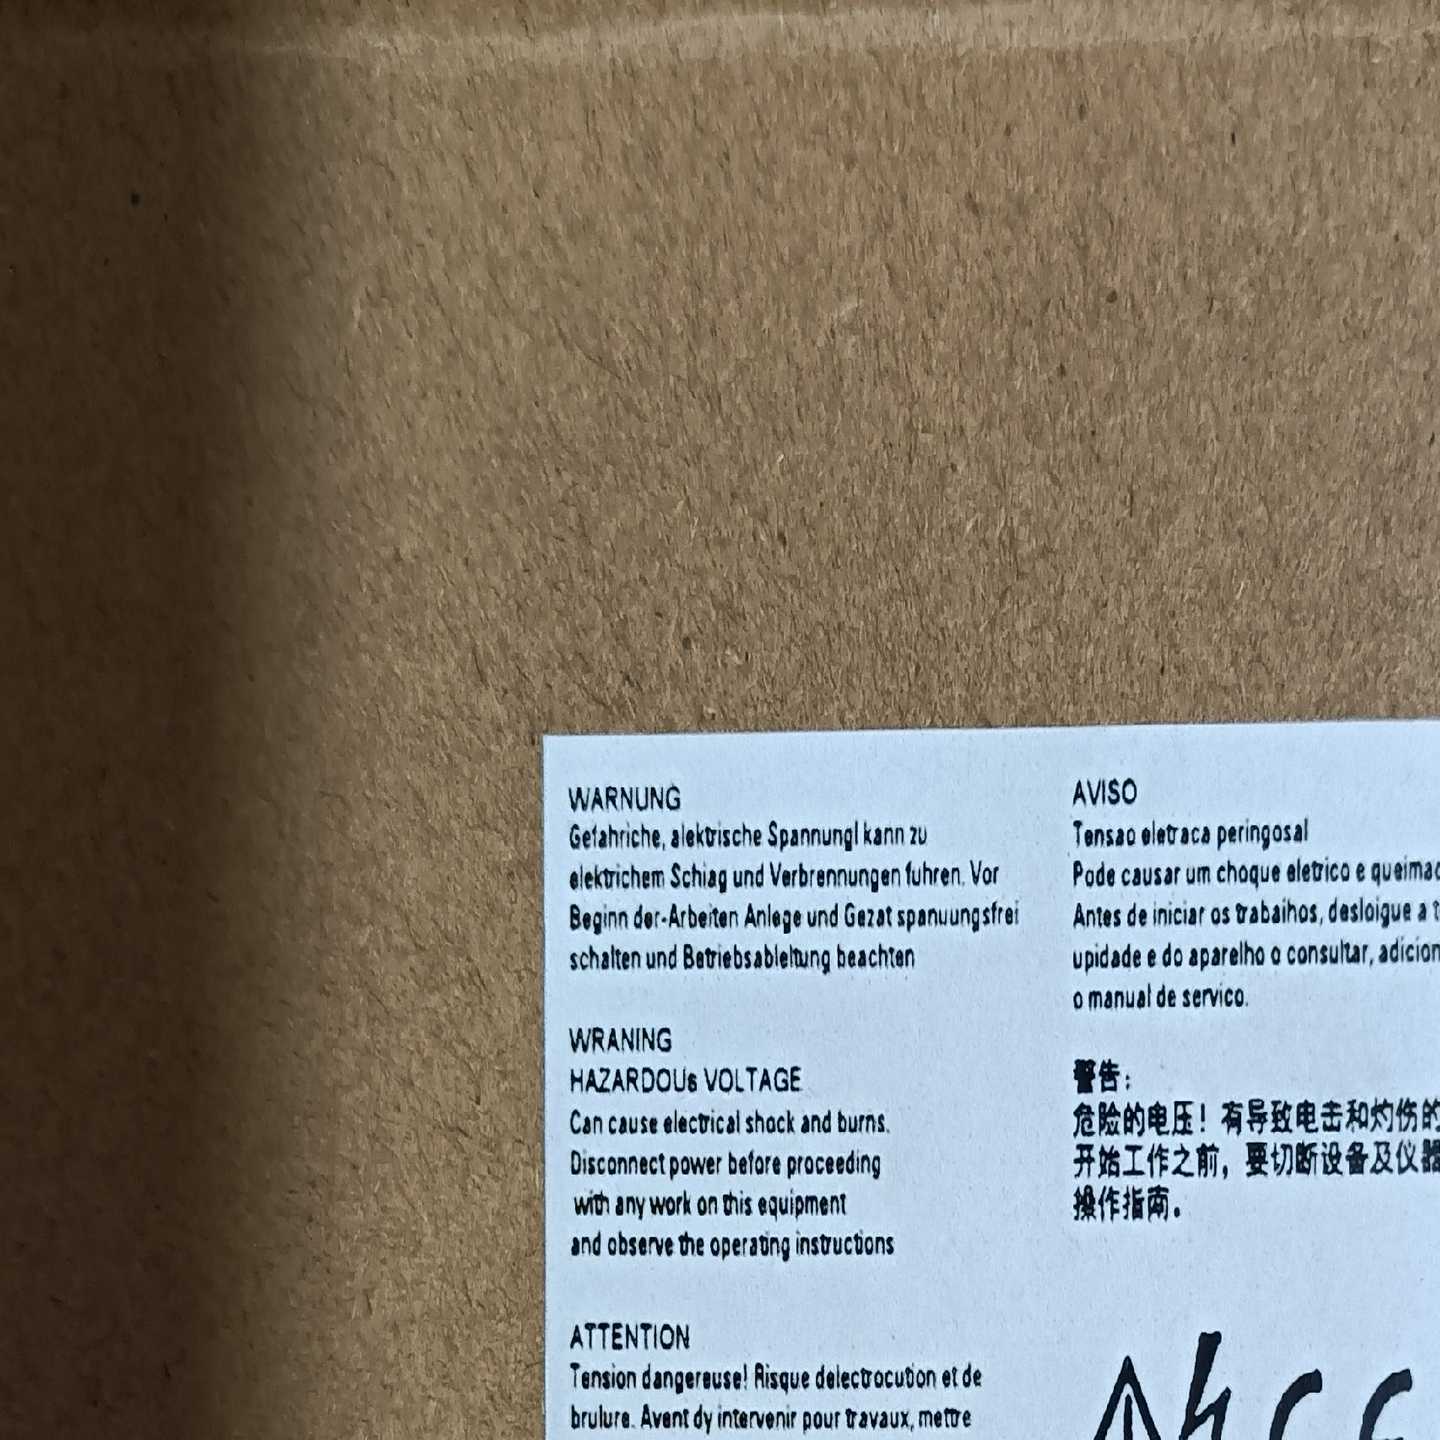 WARNUNG
Gefahriche, alektrische Spannungl kann zu
elektrichem Schiag und Verbrennungen fuhren. Vor
Beginn der-Arbeiten Anlege und Gezat spanuungsfrei
schalten und Betriebsableltung beachten
WRANING
HAZARDOUs VOLTAGE
Can cause electrical shock and burns.
Disconnect power before proceeding
with any work on this equipment
and observe the operating instructions
ATTENTION
Tension dangereuse! Risque delectrocution et de
brulure. Avent dy intervenir pour travaux, mettre
AVISO
Tensao eletraca peringosal
Pode causar um choque eletrico e queimac
Antes de iniciar os trabaihos, desloigue a t
upidade e do aparelho o consultar, adicion
o manual de servico.
警告：
危险的电压！有导致电击和灼伤的
开始工作之前，要切断设备及仪器
操作指南。
CE